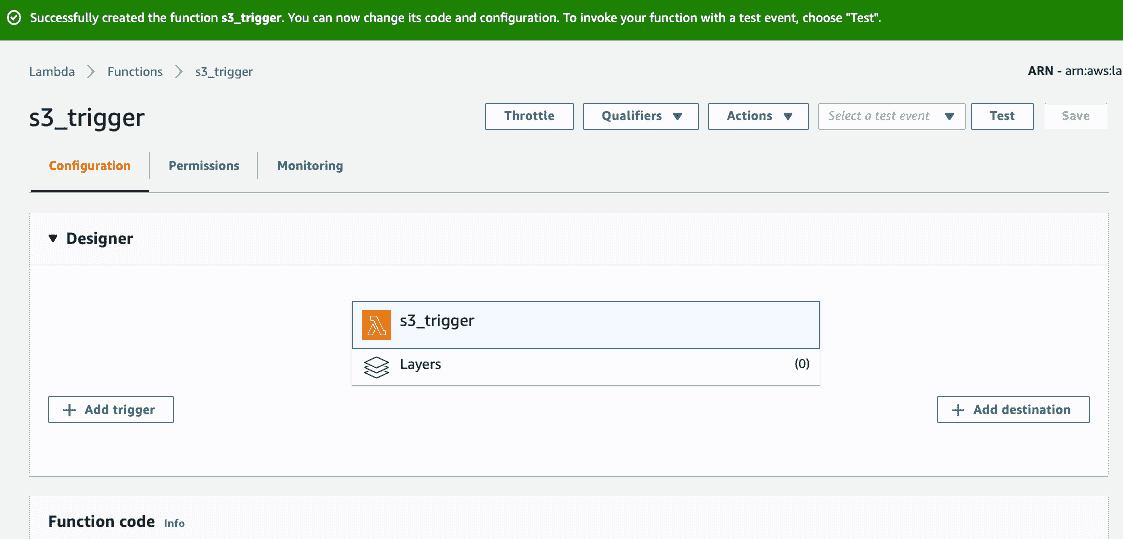 Successfully created the function s3_trigger. You can now change its code and configuration. To invoke your function with a test event, choose "Test".
Lambda Functions s3_trigger ARN - arn:aws:la
s3_trigger Throttle Qualifiers Actions Select a test event Test Save
Configuration Permissions Monitoring
Designer
s3_trigger
Layers (0)
+ Add trigger + Add destination
Function code Info